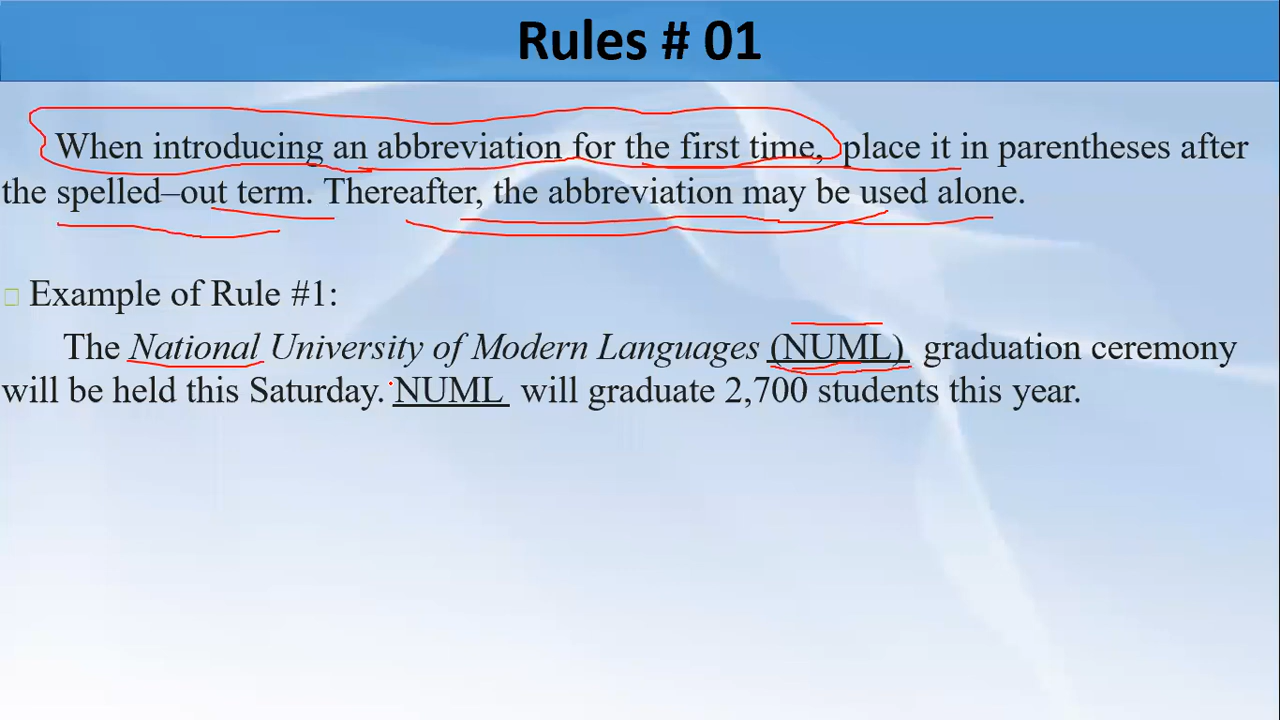 Rules # 01
When introducing an abbreviation for the first time, place it in parentheses after
the spelled–out term. Thereafter, the abbreviation may be used alone.
Example of Rule #1:
The National University of Modern Languages (NUML) graduation ceremony
will be held this Saturday. NUML will graduate 2,700 students this year.